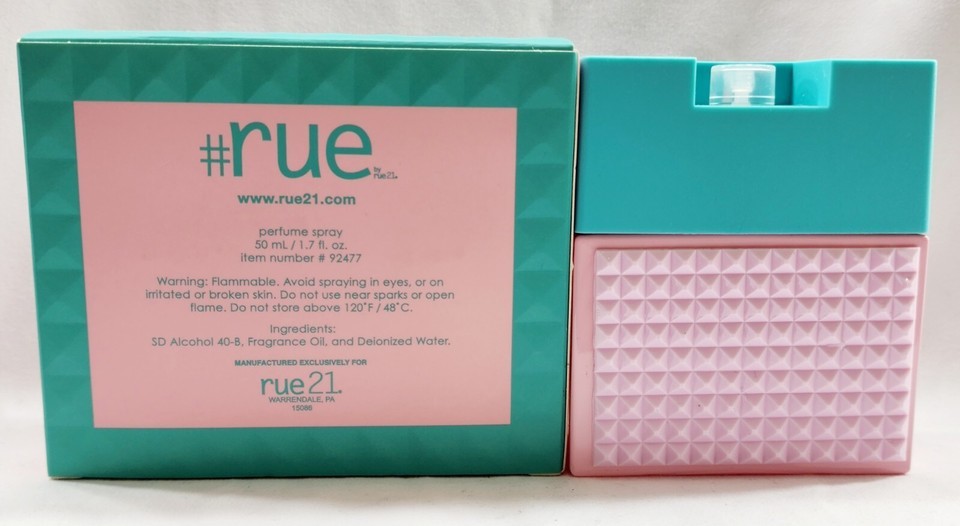 #rue
by
rue21.
www.rue21.com
perfume spray
50 mL / 1.7 fl. oz.
item number # 92477
Warning: Flammable. Avoid spraying in eyes, or on
irritated or broken skin. Do not use near sparks or open
flame. Do not store above 120˚F / 48˚C.
Ingredients:
SD Alcohol 40-B, Fragrance Oil, and Deionized Water.
MANUFACTURED EXCLUSIVELY FOR
rue21.
WARRENDALE, PA
15086